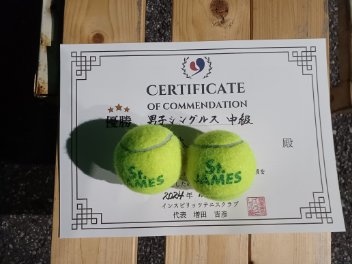 CERTIFICATE
OF COMMENDATION
優勝 男子シングルス 中級
殿
St.
JAMES
St.
JAMES
2024年
インスピリッツテニスクラブ
代表 増田 吉彦